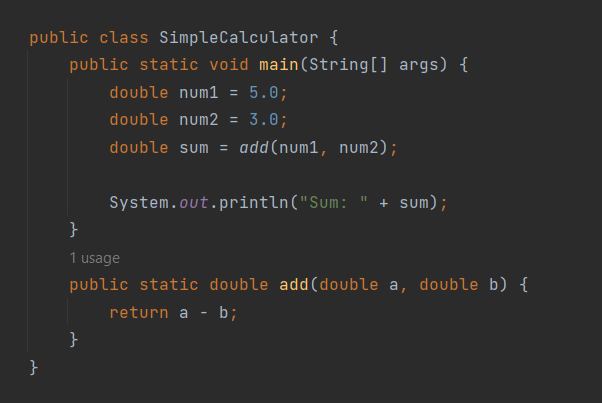 public class SimpleCalculator {
    public static void main(String[] args) {
        double num1 = 5.0;
        double num2 = 3.0;
        double sum = add(num1, num2);

        System.out.println("Sum: " + sum);
    }
    1 usage
    public static double add(double a, double b) {
        return a - b;
    }
}